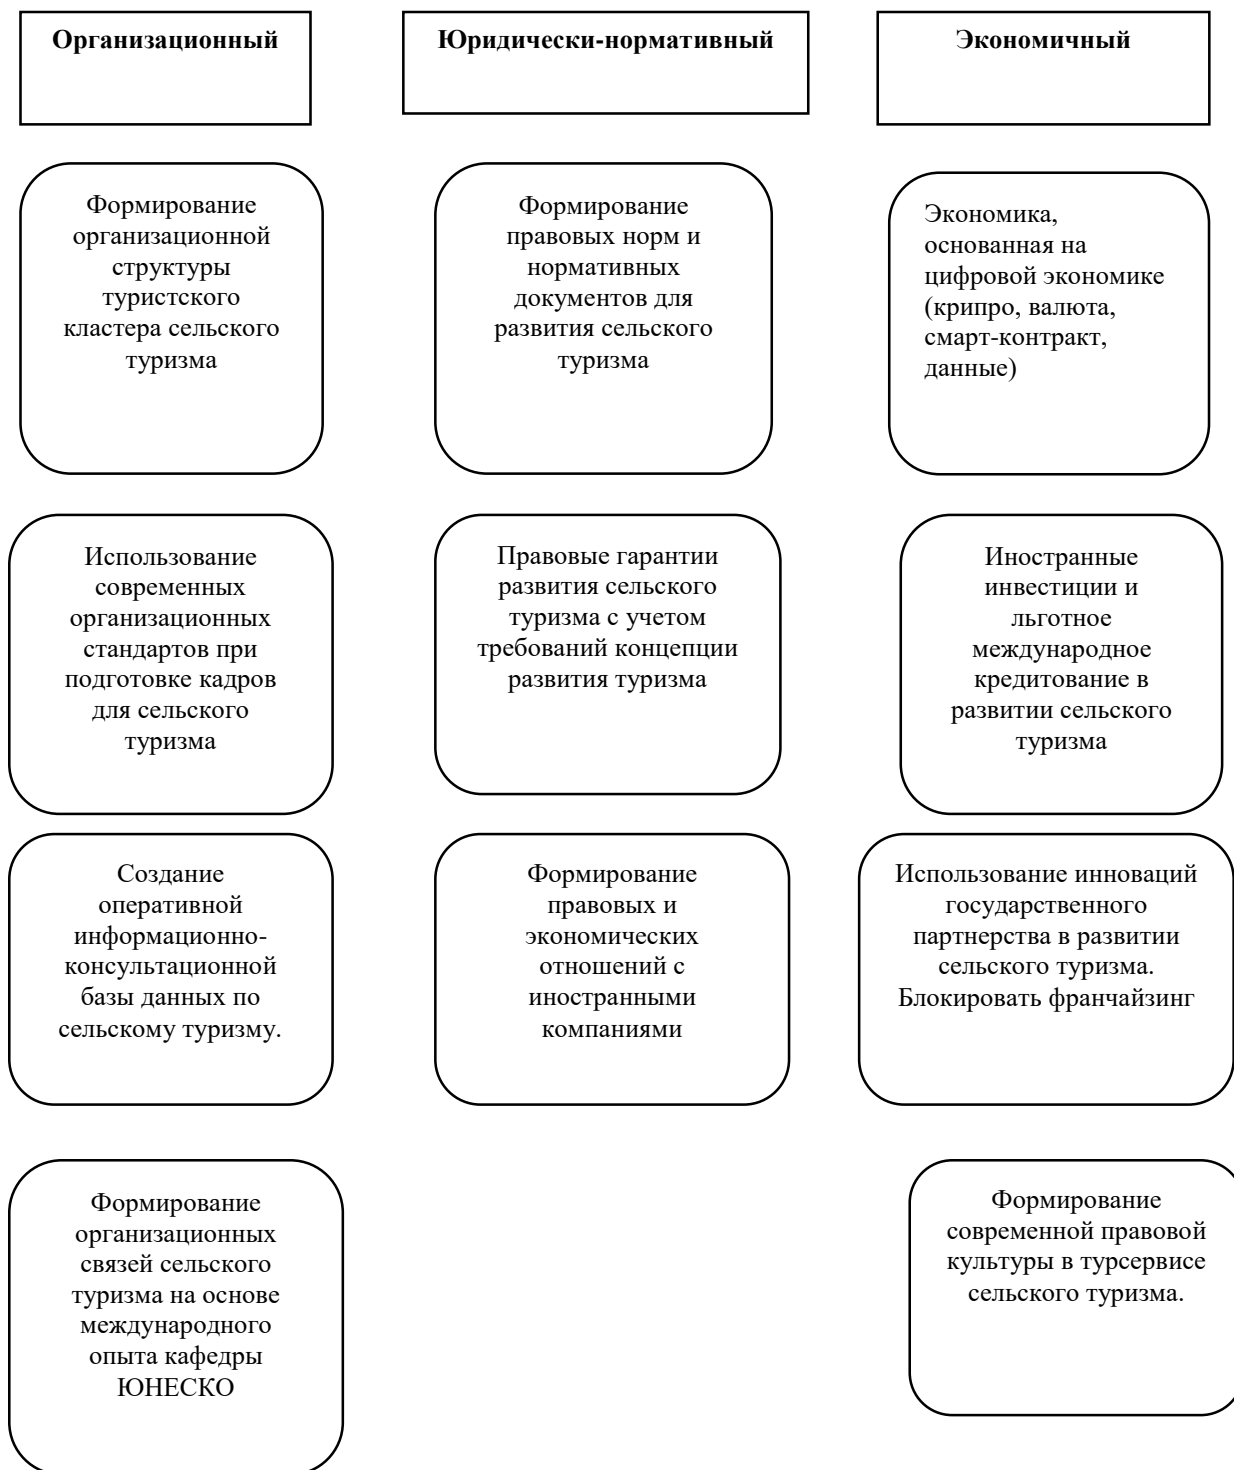 Организационный
Юридически-нормативный
Экономичный
Формирование
организационной
структуры
туристского
кластера сельского
туризма
Формирование
правовых норм и
нормативных
документов для
развития сельского
туризма
Экономика,
основанная на
цифровой экономике
(крипро, валюта,
смарт-контракт,
данные)
Использование
современных
организационных
стандартов при
подготовке кадров
для сельского
туризма
Правовые гарантии
развития сельского
туризма с учетом
требований концепции
развития туризма
Иностранные
инвестиции и
льготное
международное
кредитование в
развитии сельского
туризма
Создание
оперативной
информационно-
консультационной
базы данных по
сельскому туризму.
Формирование
правовых и
экономических
отношений с
иностранными
компаниями
Использование инноваций
государственного
партнерства в развитии
сельского туризма.
Блокировать франчайзинг
Формирование
организационных
связей сельского
туризма на основе
международного
опыта кафедры
ЮНЕСКО
Формирование
современной правовой
культуры в турсервисе
сельского туризма.